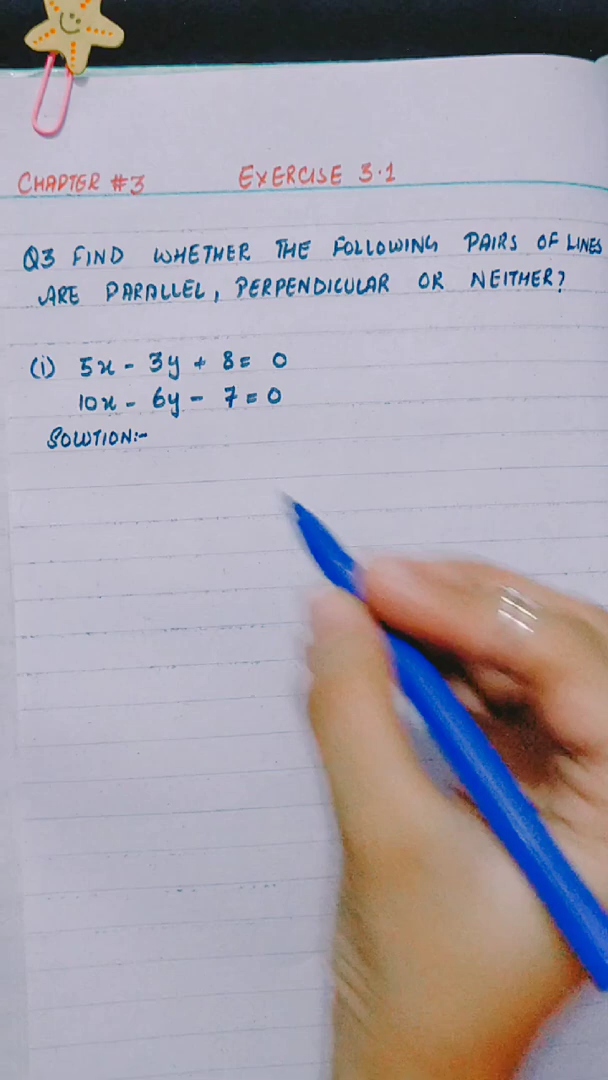 CHAPTER #3 EXERCISE 3.1
Q3 FIND WHETHER THE FOLLOWING PAIRS OF LINES
ARE PARALLEL, PERPENDICULAR OR NEITHER?
(i) 5x - 3y + 8 = 0
10x - 6y - 7 = 0
SOLUTION:-